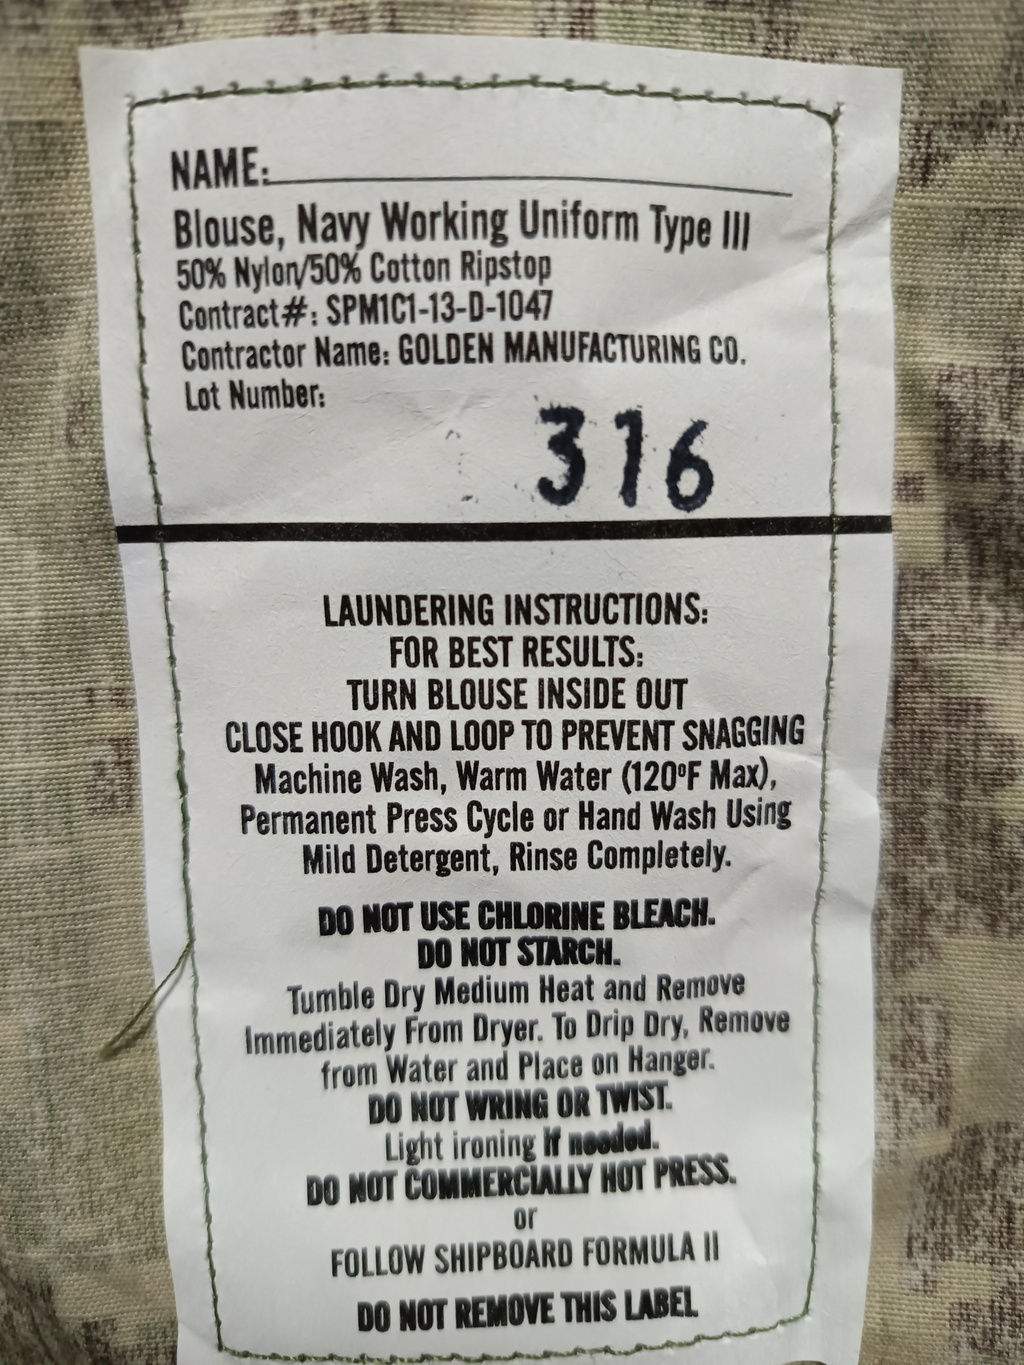 NAME:
Blouse, Navy Working Uniform Type III
50% Nylon/50% Cotton Ripstop
Contract#: SPM1C1-13-D-1047
Contractor Name: GOLDEN MANUFACTURING CO.
Lot Number:
316
LAUNDERING INSTRUCTIONS:
FOR BEST RESULTS:
TURN BLOUSE INSIDE OUT
CLOSE HOOK AND LOOP TO PREVENT SNAGGING
Machine Wash, Warm Water (120ºF Max),
Permanent Press Cycle or Hand Wash Using
Mild Detergent, Rinse Completely.
DO NOT USE CHLORINE BLEACH.
DO NOT STARCH.
Tumble Dry Medium Heat and Remove
Immediately From Dryer. To Drip Dry, Remove
from Water and Place on Hanger.
DO NOT WRING OR TWIST.
Light ironing if needed.
DO NOT COMMERCIALLY HOT PRESS.
or
FOLLOW SHIPBOARD FORMULA II
DO NOT REMOVE THIS LABEL